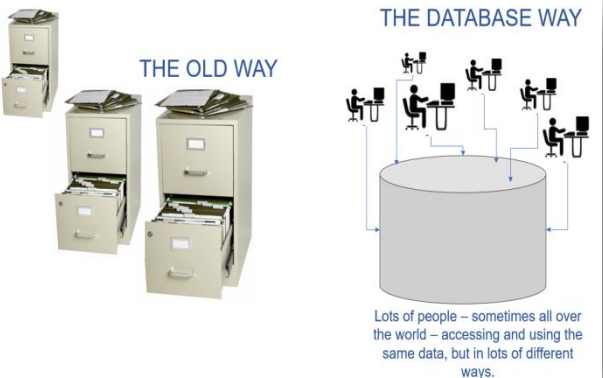 THE OLD WAY
THE DATABASE WAY
Lots of people – sometimes all over
the world – accessing and using the
same data, but in lots of different
ways.